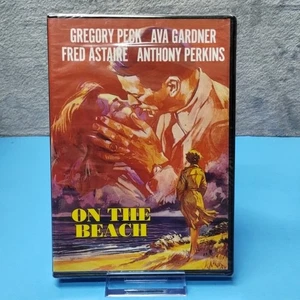 GREGORY PECK AVA GARDNER
FRED ASTAIRE ANTHONY PERKINS
ON THE
BEACH